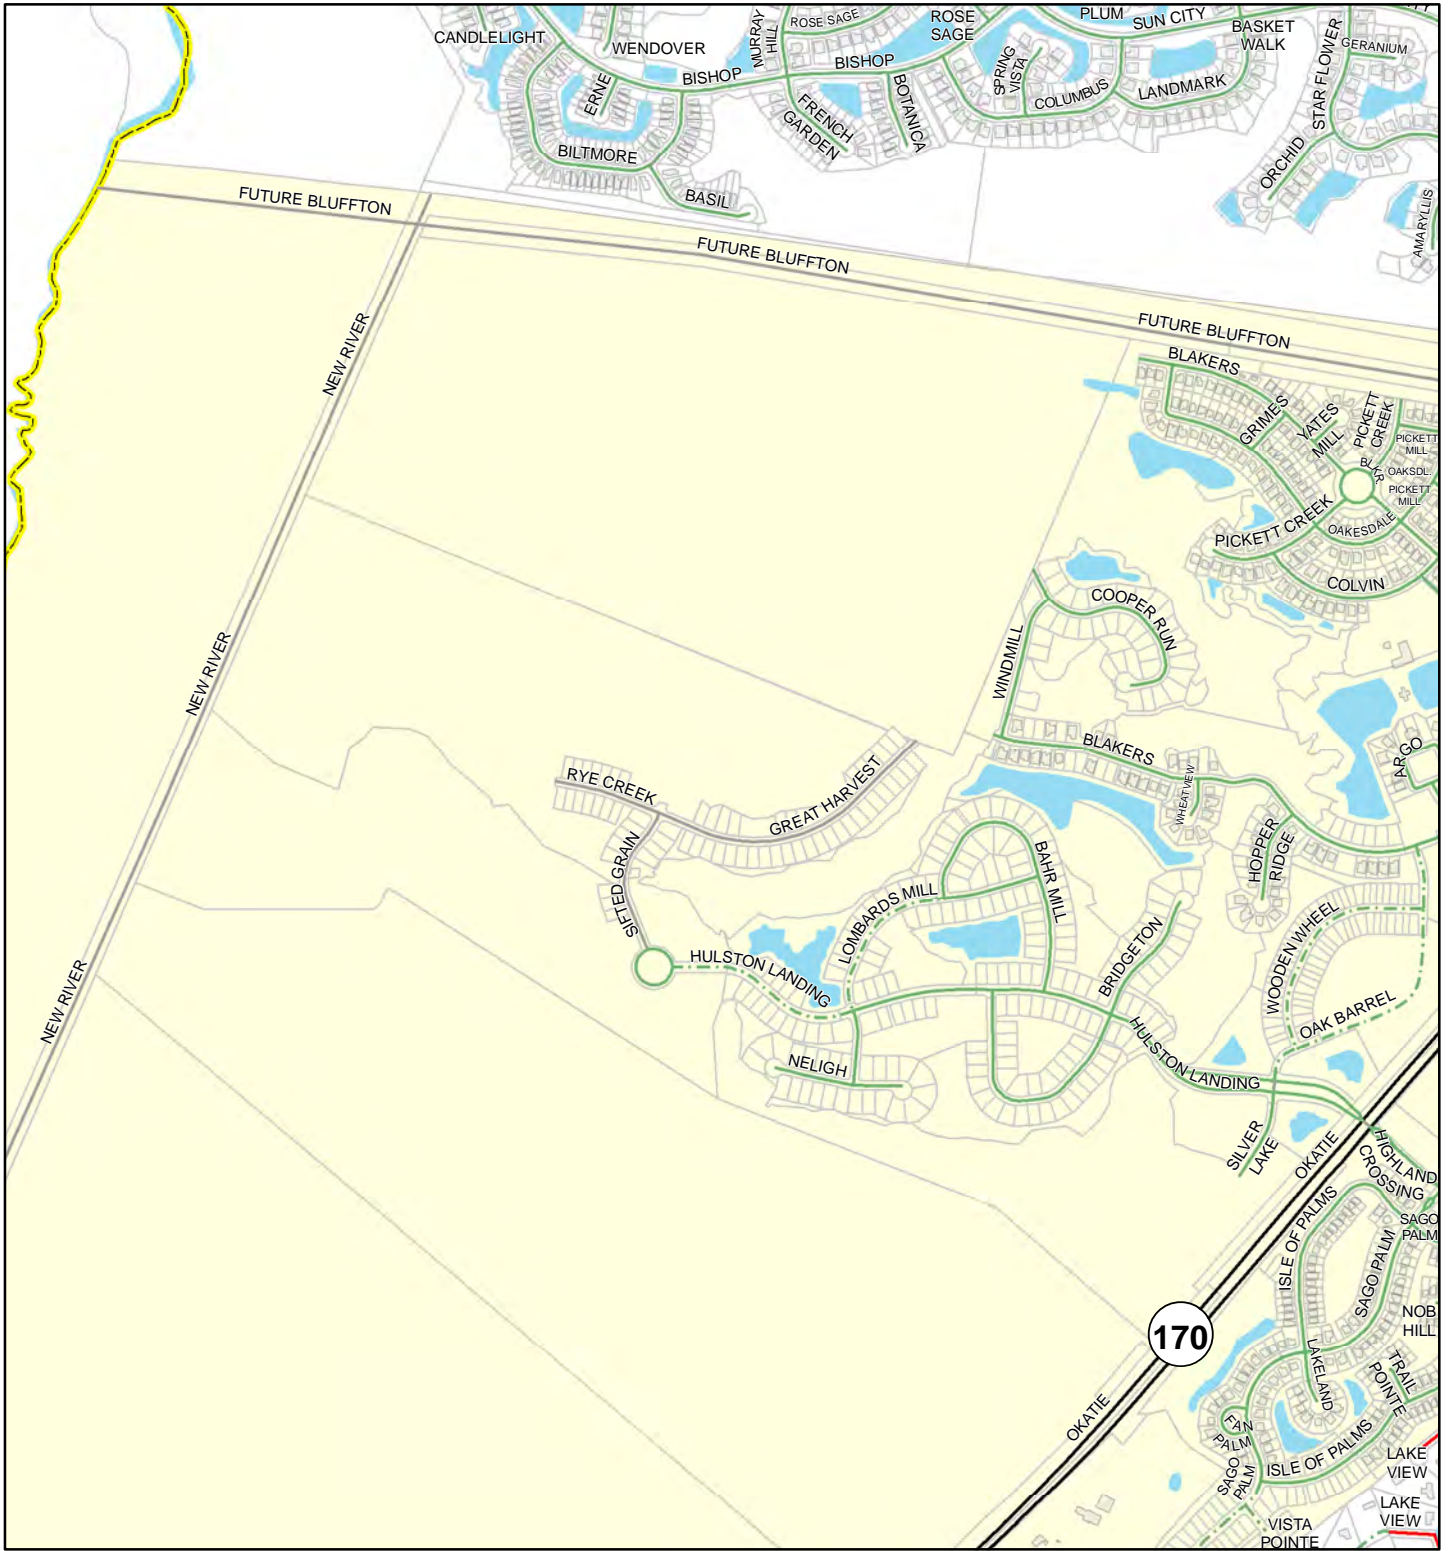 CANDLELIGHT
WENDOVER
MURRAY
HILL
ROSE SAGE
ROSE
SAGE
PLUM
SUN CITY
BASKET
WALK
STAR FLOWER
GERANIUM
ERNE
BISHOP
BISHOP
SPRING
VISTA
COLUMBUS
LANDMARK
FRENCH
GARDEN
BOTANICA
BILTMORE
BASIL
ORCHID
AMARYLLIS
FUTURE BLUFFTON
FUTURE BLUFFTON
FUTURE BLUFFTON
NEW RIVER
BLAKERS
GRIMES
YATES
MILL
PICKETT
CREEK
PICKETT
MILL
BLKR.
OAKSDL.
PICKETT
MILL
PICKETT CREEK
OAKESDALE
COLVIN
COOPER RUN
WINDMILL
NEW RIVER
BLAKERS
WHEATVIEW
ARGO
RYE CREEK
GREAT HARVEST
SIFTED GRAIN
HOPPER
RIDGE
BAHR MILL
LOMBARDS MILL
WOODEN WHEEL
BRIDGETON
HULSTON LANDING
OAK BARREL
NEW RIVER
NELIGH
HULSTON LANDING
SILVER
LAKE
OKATIE
HIGHLAND
CROSSING
ISLE OF PALMS
SAGO
PALM
SAGO PALM
NOB
HILL
170
LAKELAND
TRAIL
POINTE
OKATIE
FAN
PALM
ISLE OF PALMS
SAGO
PALM
LAKE
VIEW
LAKE
VIEW
VISTA
POINTE